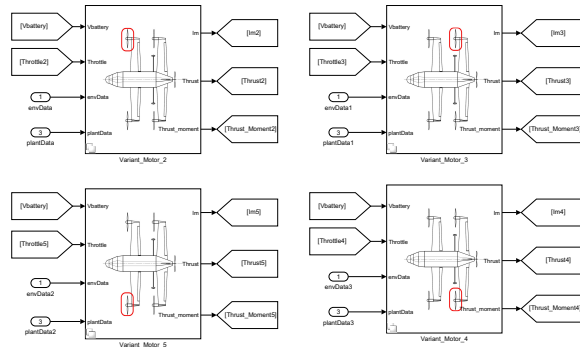 [Vbattery]
Vbattery
Im
[Im2]
[Throttle2]
Throttle
Thrust
[Thrust2]
1
envData
envData
3
plantData
plantData
Thrust_moment
[Thrust_Moment2]
Variant_Motor_2
[Vbattery]
Vbattery
Im
[Im3]
[Throttle3]
Throttle
Thrust
[Thrust3]
1
envData1
envData
3
plantData1
plantData
Thrust_moment
[Thrust_Moment3]
Variant_Motor_3
[Vbattery]
Vbattery
Im
[Im5]
[Throttle5]
Throttle
Thrust
[Thrust5]
1
envData2
envData
3
plantData2
plantData
Thrust_moment
[Thrust_Moment5]
Variant_Motor_5
[Vbattery]
Vbattery
Im
[Im4]
[Throttle4]
Throttle
Thrust
[Thrust4]
1
envData3
envData
3
plantData3
plantData
Thrust_moment
[Thrust_Moment4]
Variant_Motor_4